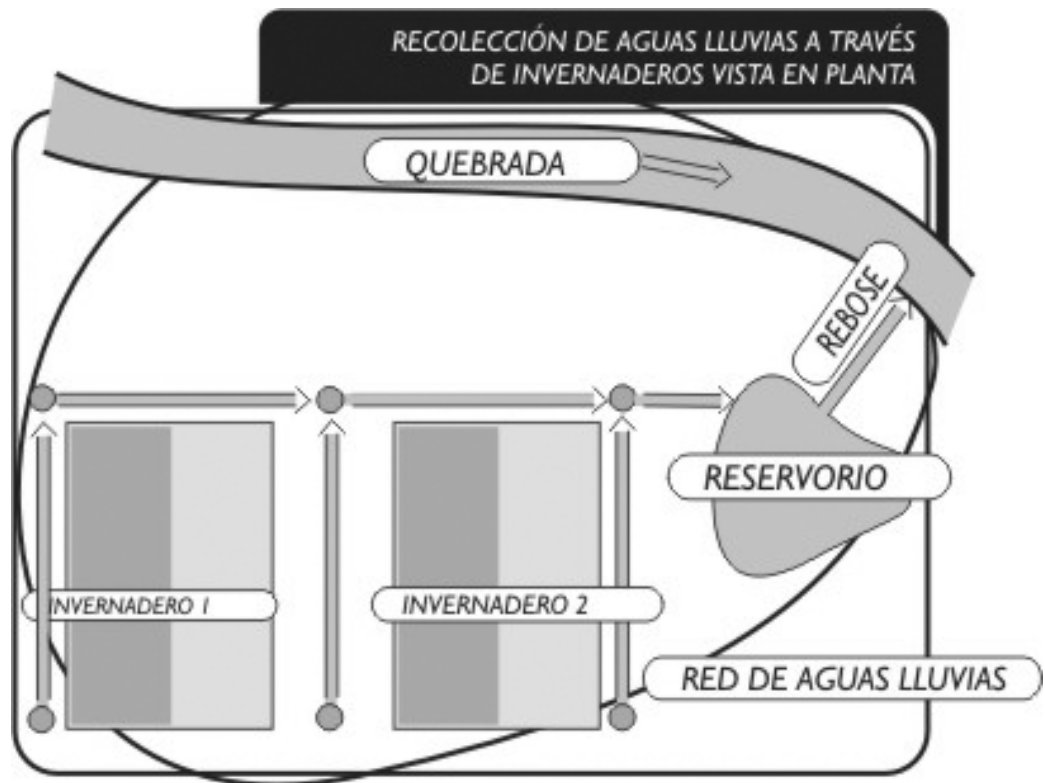 RECOLECCIÓN DE AGUAS LLUVIAS A TRAVÉS
DE INVERNADEROS VISTA EN PLANTA
QUEBRADA
REBOSE
RESERVORIO
INVERNADERO 1
INVERNADERO 2
RED DE AGUAS LLUVIAS